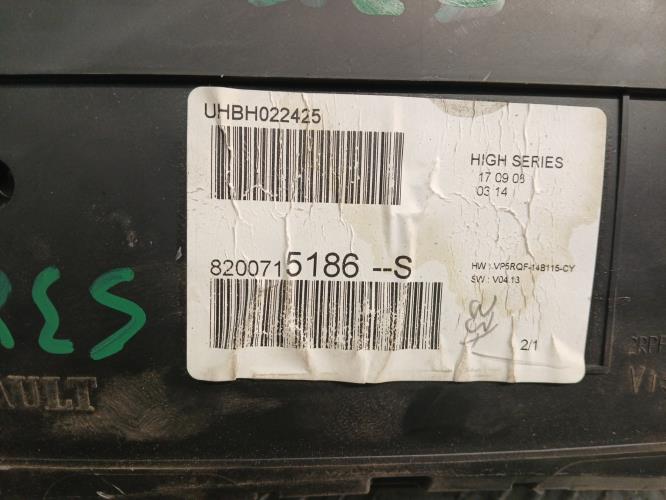 UHBH022425
HIGH SERIES
17 09 08
03:14
8200715186 --S
HW : VP5RQF-14B115-CY
SW : V04.13
2/1
AULT